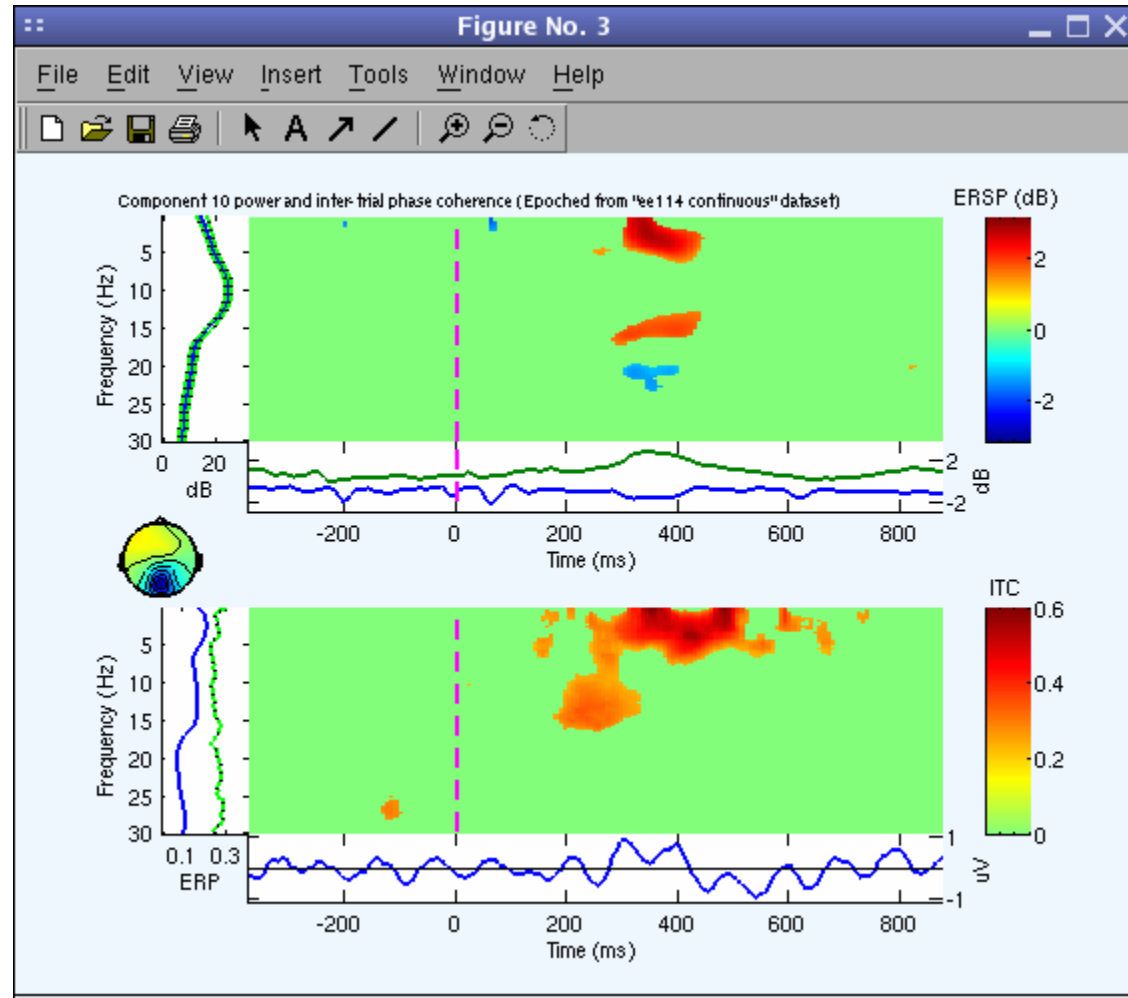 Figure No. 3
File Edit View Insert Tools Window Help
A
Component 10 power and inter-trial phase coherence (Epoched from "ee114 continuous" dataset)
ERSP (dB)
Frequency (Hz)
5
10
15
20
25
30
2
0
-2
0 20
dB
2
-2
dB
-200 0 200 400 600 800
Time (ms)
ITC
Frequency (Hz)
5
10
15
20
25
30
0.6
0.4
0.2
0
0.1 0.3
ERP
1
-1
uV
-200 0 200 400 600 800
Time (ms)